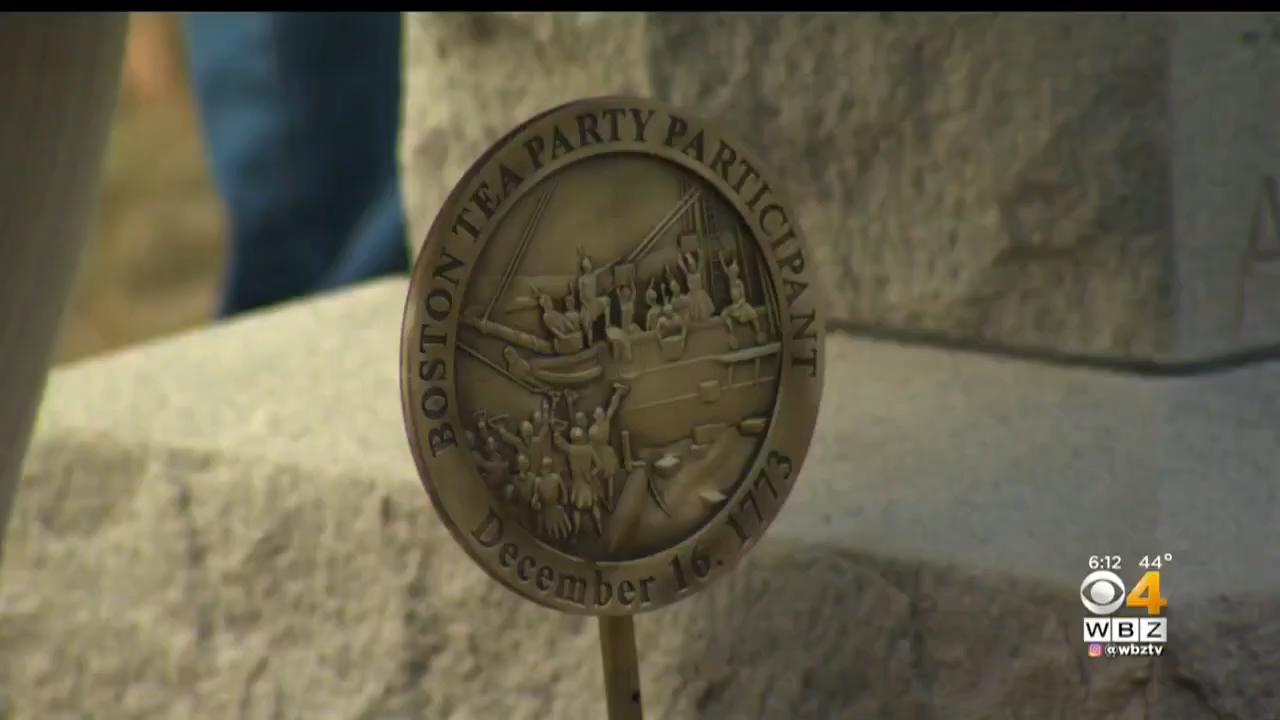 BOSTON TEA PARTY PARTICIPANT
December 16. 1773
6:12 44°
4
WBZ
@wbztv